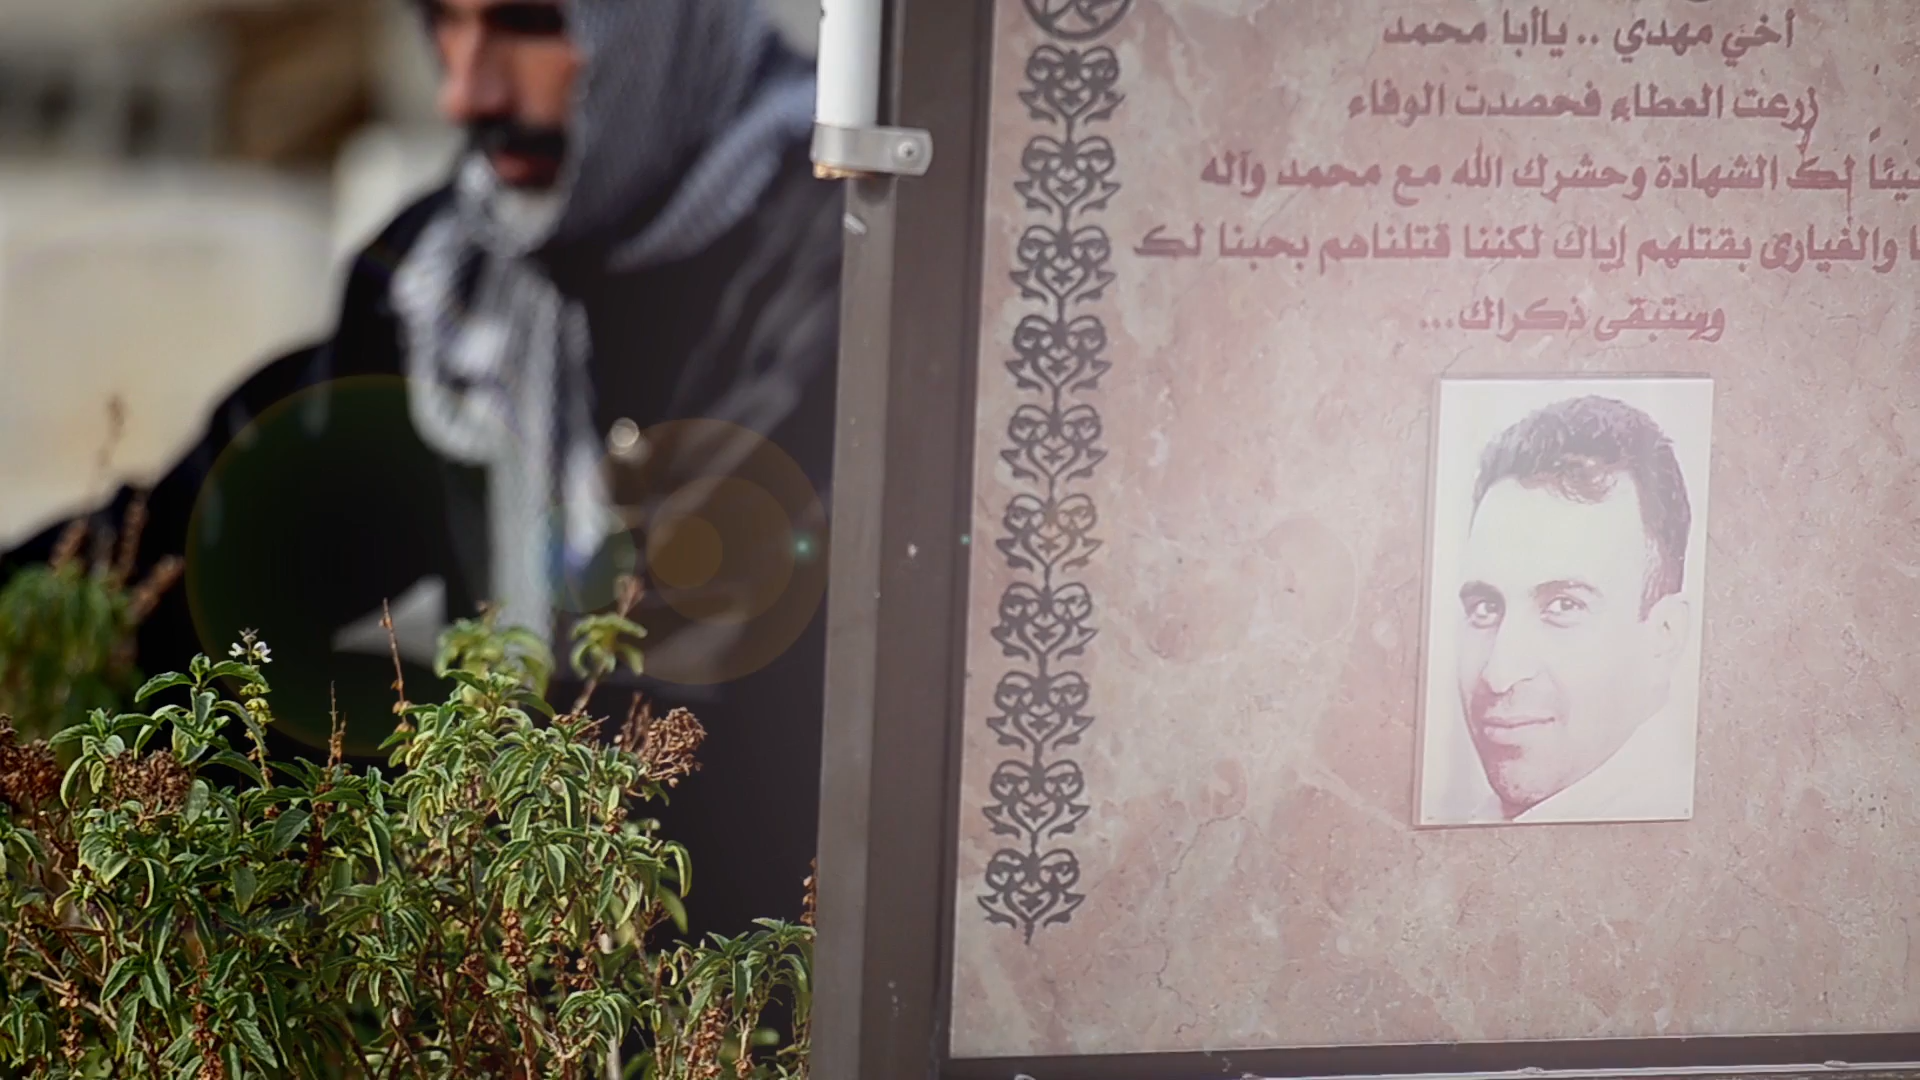 أخي مهدي .. ياأبا محمد
زرعت العطاء فحصدت الوفاء
لك الشهادة وحشرك الله مع محمد وآله
والغيارى بقتلهم إياك لكننا قتلناهم بحبنا لك
وستبقى ذكراك...